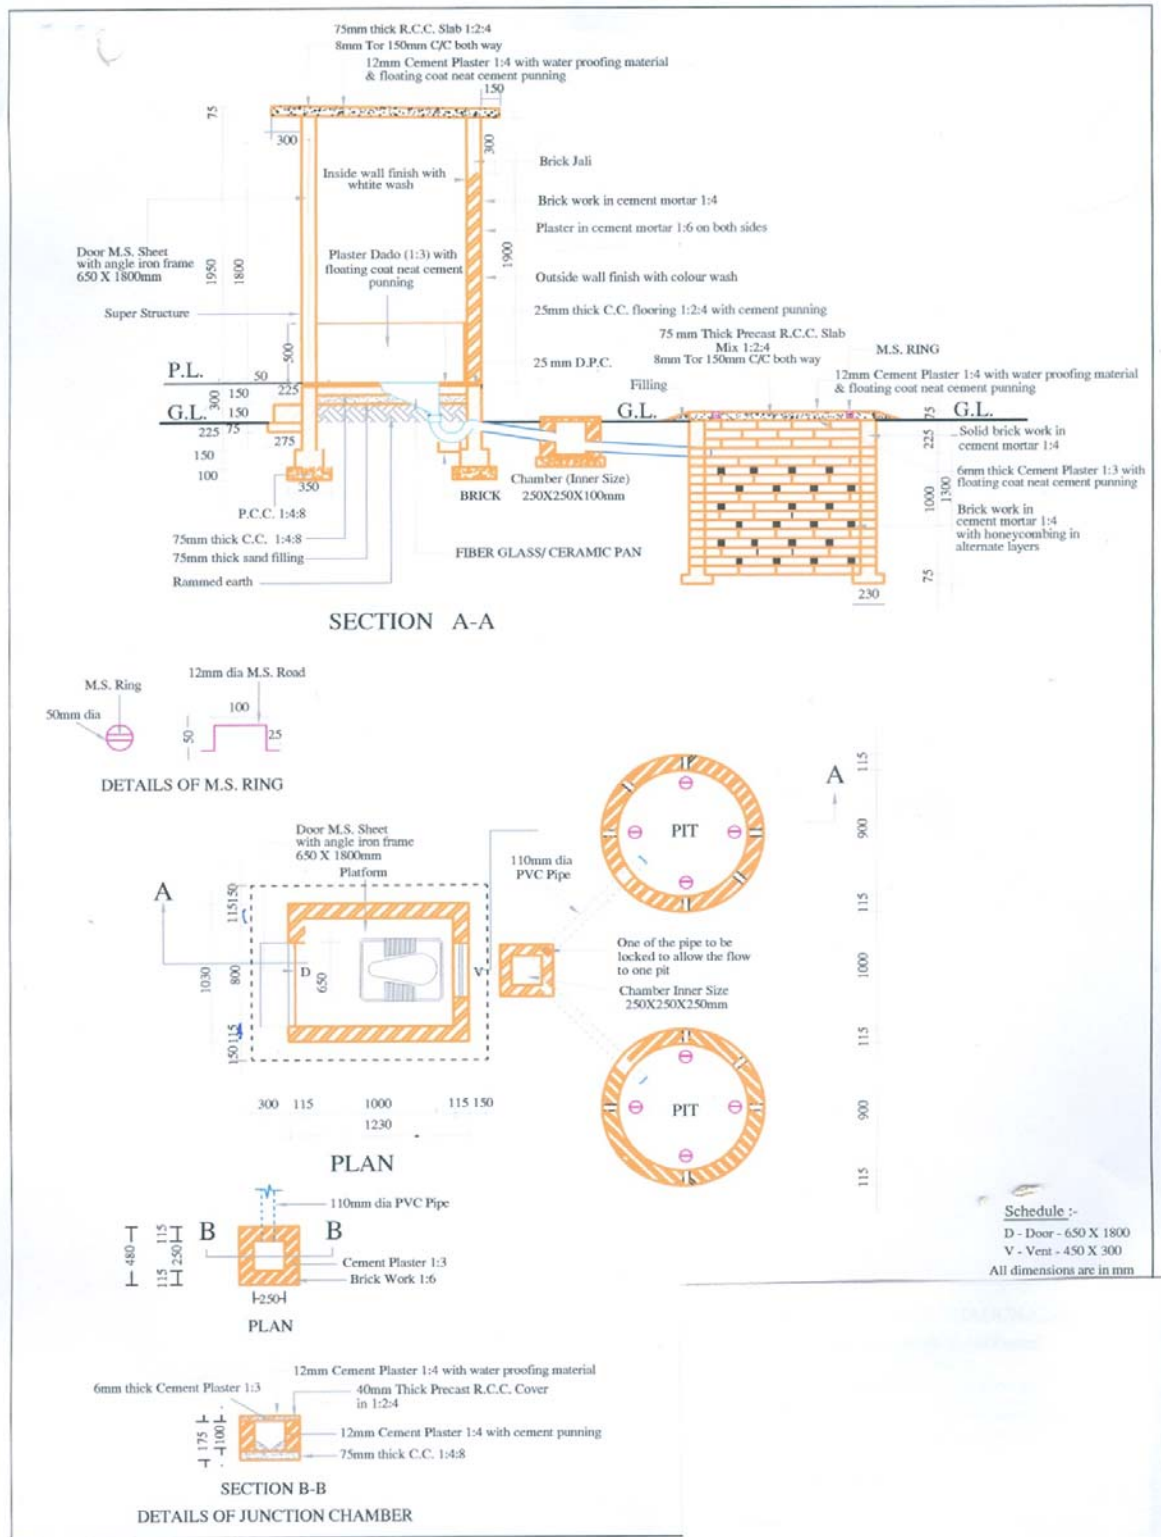 75mm thick R.C.C. Slab 1:2:4
8mm Tor 150mm C/C both way
12mm Cement Plaster 1:4 with water proofing material
& floating coat neat cement punning
150
75
300
300
Brick Jali
Inside wall finish with
whtite wash
Brick work in cement mortar 1:4
Plaster in cement mortar 1:6 on both sides
Door M.S. Sheet
with angle iron frame
650 X 1800mm
1950
1800
Plaster Dado (1:3) with
floating coat neat cement
punning
1900
Outside wall finish with colour wash
Super Structure
25mm thick C.C. flooring 1:2:4 with cement punning
500
75 mm Thick Precast R.C.C. Slab
Mix 1:2:4
8mm Tor 150mm C/C both way
M.S. RING
25 mm D.P.C.
P.L.
50
225
Filling
12mm Cement Plaster 1:4 with water proofing material
& floating coat neat cement punning
300
150
G.L.
150
G.L.
75
G.L.
225
75
275
225
Solid brick work in
cement mortar 1:4
150
100
350
BRICK
Chamber (Inner Size)
250X250X100mm
1000
1300
6mm thick Cement Plaster 1:3 with
floating coat neat cement punning
P.C.C. 1:4:8
Brick work in
cement mortar 1:4
with honeycombing in
alternate layers
75mm thick C.C. 1:4:8
75mm thick sand filling
FIBER GLASS/ CERAMIC PAN
Rammed earth
75
230
SECTION A-A
12mm dia M.S. Road
M.S. Ring
50mm dia
100
50
25
DETAILS OF M.S. RING
A
115
PIT
900
Door M.S. Sheet
with angle iron frame
650 X 1800mm
Platform
110mm dia
PVC Pipe
A
150
115
115
One of the pipe to be
locked to allow the flow
to one pit
1030
800
D
650
V
1000
Chamber Inner Size
250X250X250mm
115
150
115
300 115 1000 115 150
1230
PIT
900
115
PLAN
110mm dia PVC Pipe
B
B
480
115
250
115
Cement Plaster 1:3
Brick Work 1:6
250
PLAN
Schedule :-
D - Door - 650 X 1800
V - Vent - 450 X 300
All dimensions are in mm
12mm Cement Plaster 1:4 with water proofing material
6mm thick Cement Plaster 1:3
40mm Thick Precast R.C.C. Cover
in 1:2:4
175
100
12mm Cement Plaster 1:4 with cement punning
75mm thick C.C. 1:4:8
SECTION B-B
DETAILS OF JUNCTION CHAMBER